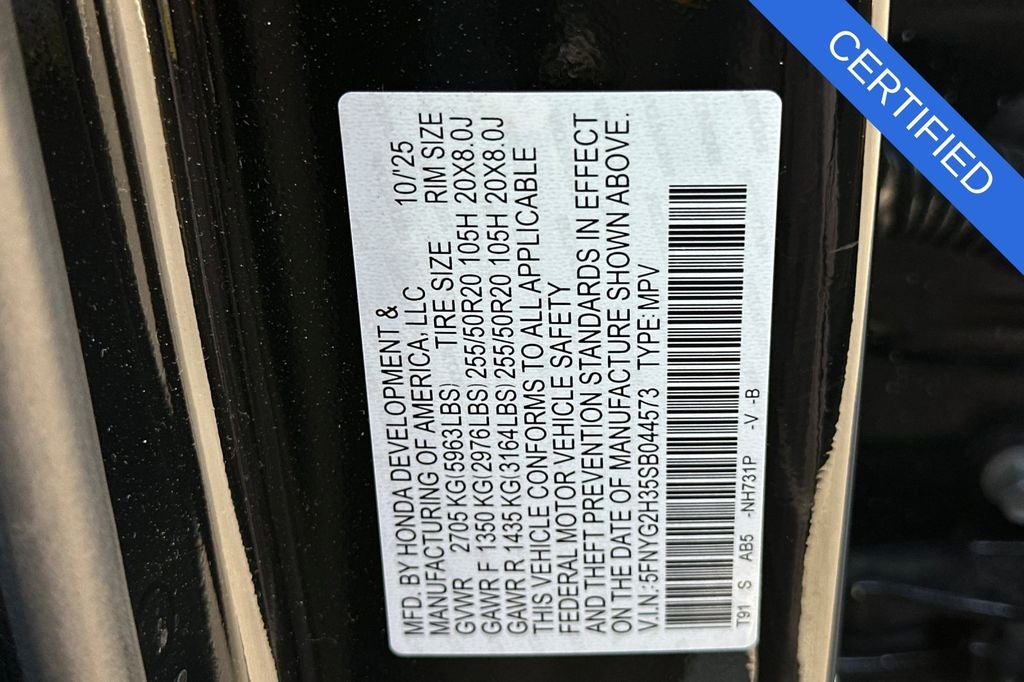 CERTIFIED
MFD. BY HONDA DEVELOPMENT & 10/'25
MANUFACTURING OF AMERICA, LLC RIM SIZE
GVWR 2705 KG(5963LBS) TIRE SIZE
GAWR F 1350 KG(2976LBS) 255/50R20 105H 20X8.0J
GAWR R 1435 KG(3164LBS) 255/50R20 105H 20X8.0J
THIS VEHICLE CONFORMS TO ALL APPLICABLE
FEDERAL MOTOR VEHICLE SAFETY
AND THEFT PREVENTION STANDARDS IN EFFECT
ON THE DATE OF MANUFACTURE SHOWN ABOVE.
V.I.N.:5FNYG2H35SB044573 TYPE:MPV
T91 S AB5 -NH731P -V -B